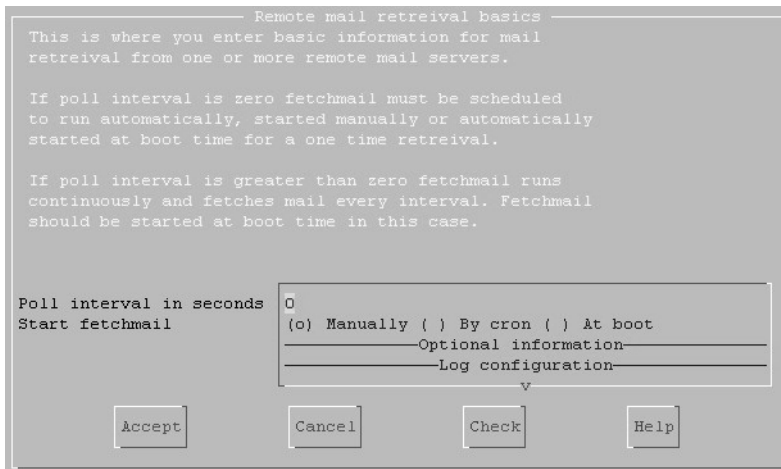 Remote mail retreival basics
This is where you enter basic information for mail
retreival from one or more remote mail servers.
If poll interval is zero fetchmail must be scheduled
to run automatically, started manually or automatically
started at boot time for a one time retreival.
If poll interval is greater than zero fetchmail runs
continuously and fetches mail every interval. Fetchmail
should be started at boot time in this case.
Poll interval in seconds 0
Start fetchmail (o) Manually ( ) By cron ( ) At boot
Optional information
Log configuration
v
Accept Cancel Check Help